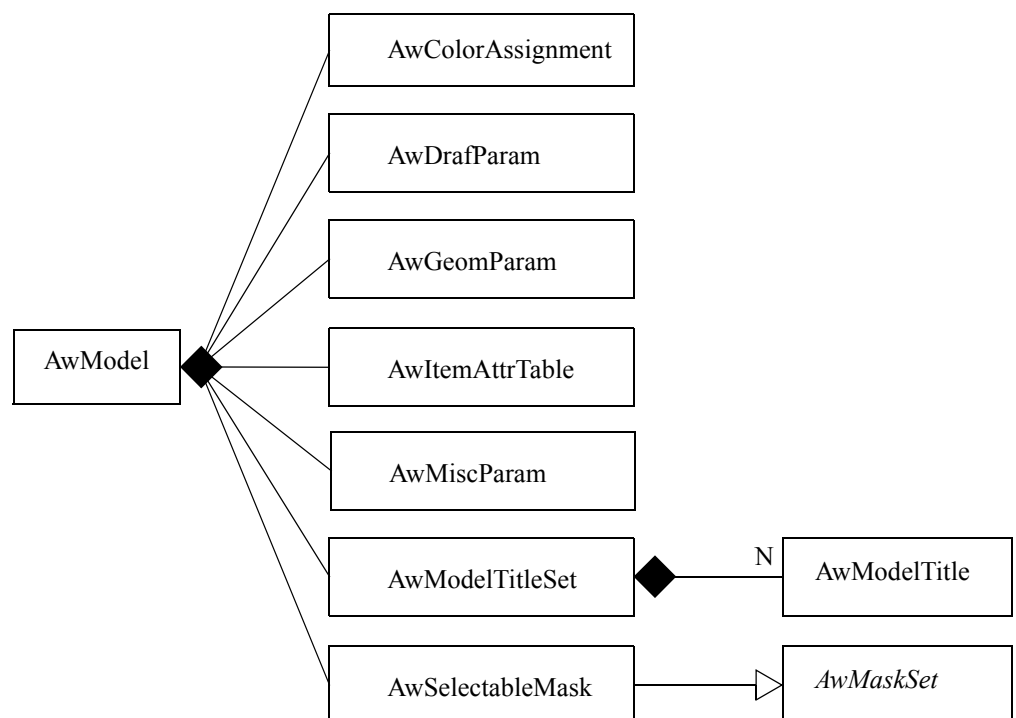 AwColorAssignment
AwDrafParam
AwGeomParam
AwModel
AwItemAttrTable
AwMiscParam
AwModelTitleSet
N
AwModelTitle
AwSelectableMask
AwMaskSet